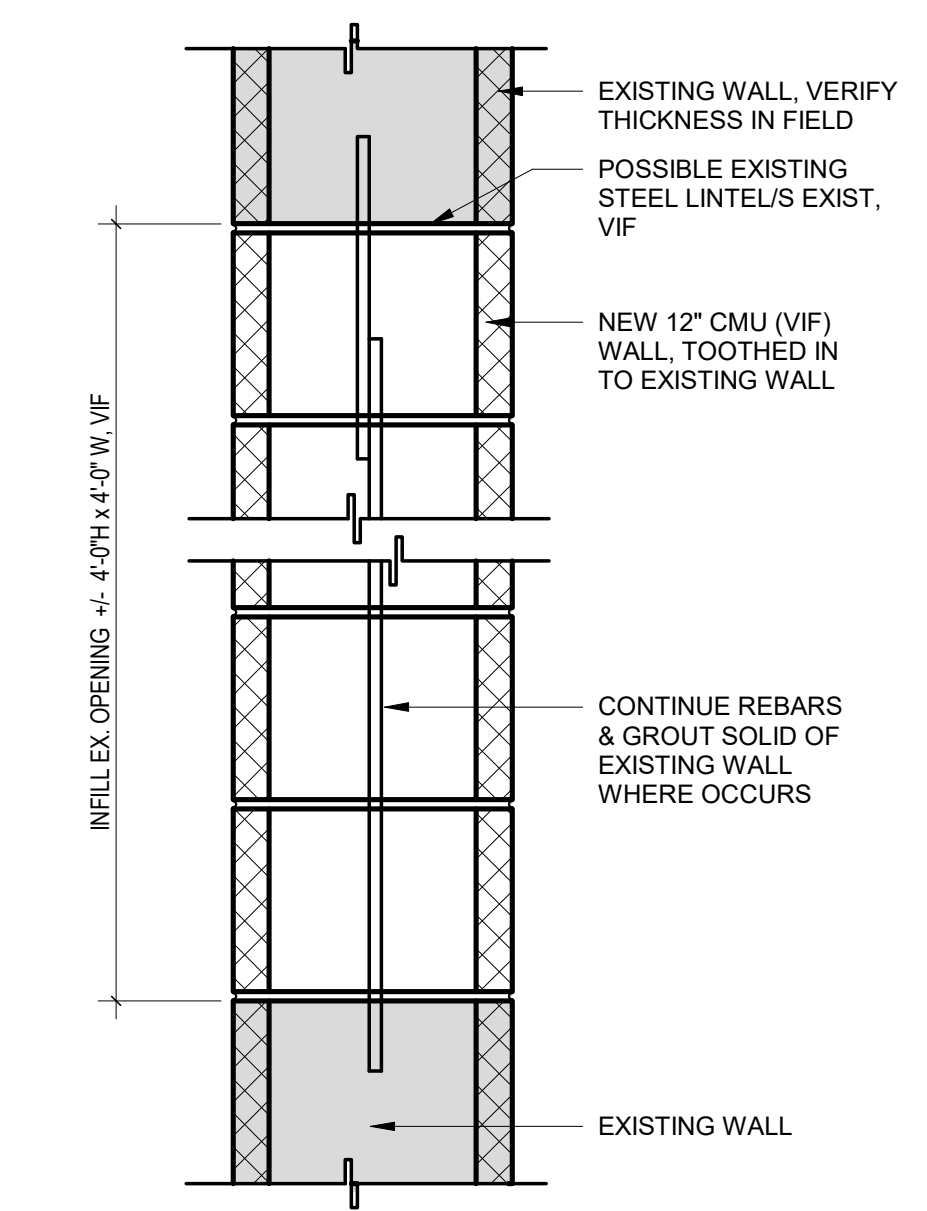 EXISTING WALL, VERIFY
THICKNESS IN FIELD
POSSIBLE EXISTING
STEEL LINTEL/S EXIST,
VIF
NEW 12" CMU (VIF)
WALL, TOOTHED IN
TO EXISTING WALL
INFILL EX. OPENING +/- 4'-0"H x 4'-0" W, VIF
CONTINUE REBARS
& GROUT SOLID OF
EXISTING WALL
WHERE OCCURS
EXISTING WALL